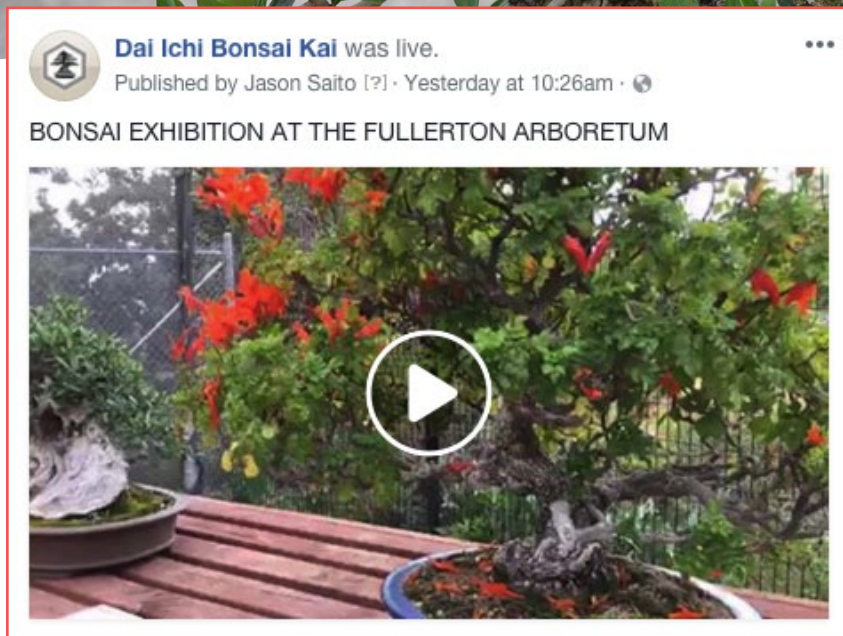 Dai Ichi Bonsai Kai was live.
Published by Jason Saito [?] · Yesterday at 10:26am ·
BONSAI EXHIBITION AT THE FULLERTON ARBORETUM